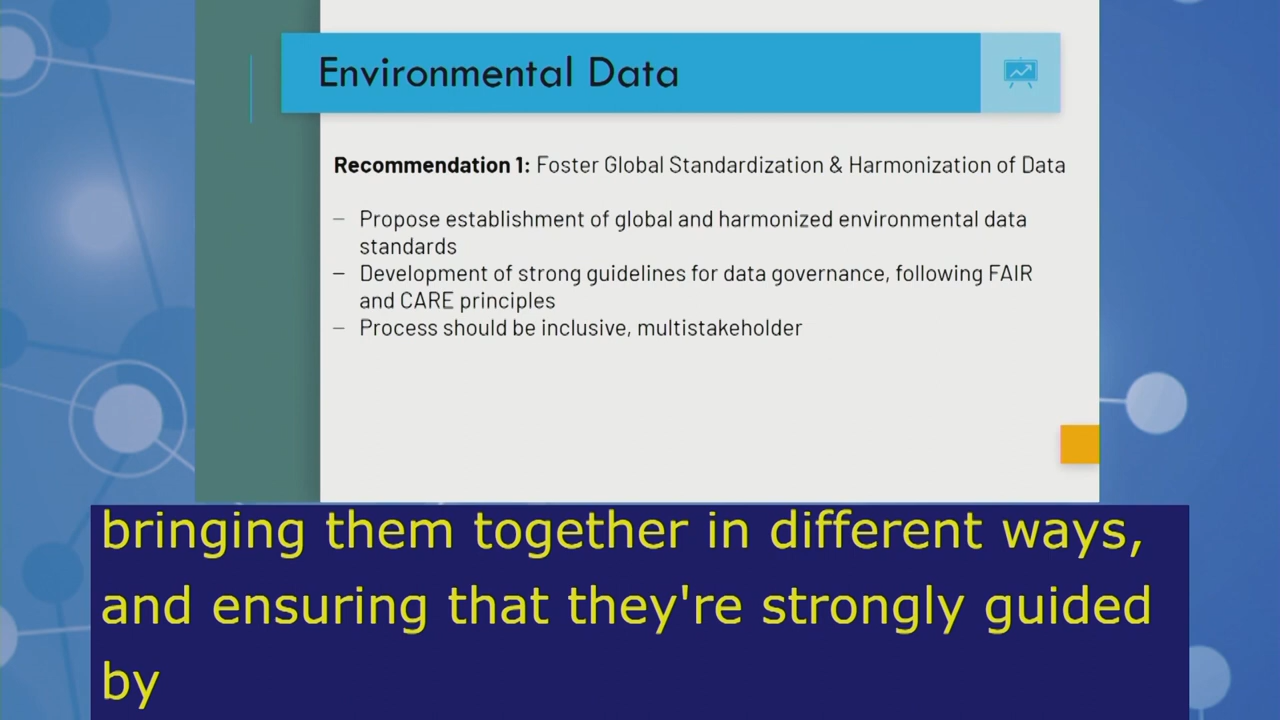 Environmental Data
Recommendation 1: Foster Global Standardization & Harmonization of Data
– Propose establishment of global and harmonized environmental data
standards
– Development of strong guidelines for data governance, following FAIR
and CARE principles
– Process should be inclusive, multistakeholder
bringing them together in different ways,
and ensuring that they're strongly guided
by